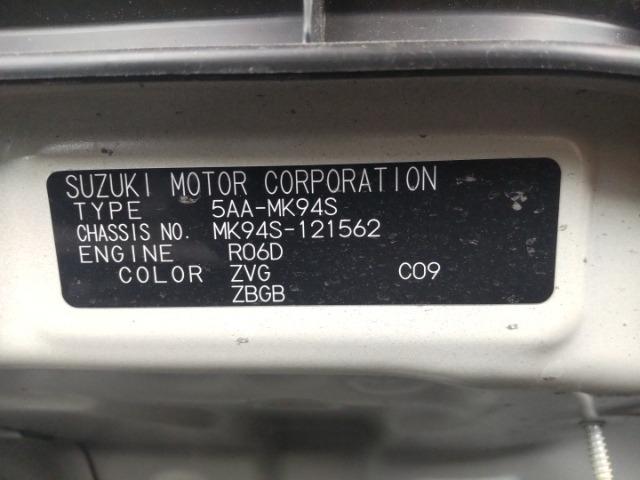 SUZUKI MOTOR CORPORATION
TYPE 5AA-MK94S
CHASSIS NO. MK94S-121562
ENGINE R06D
COLOR ZVG C09
ZBGB